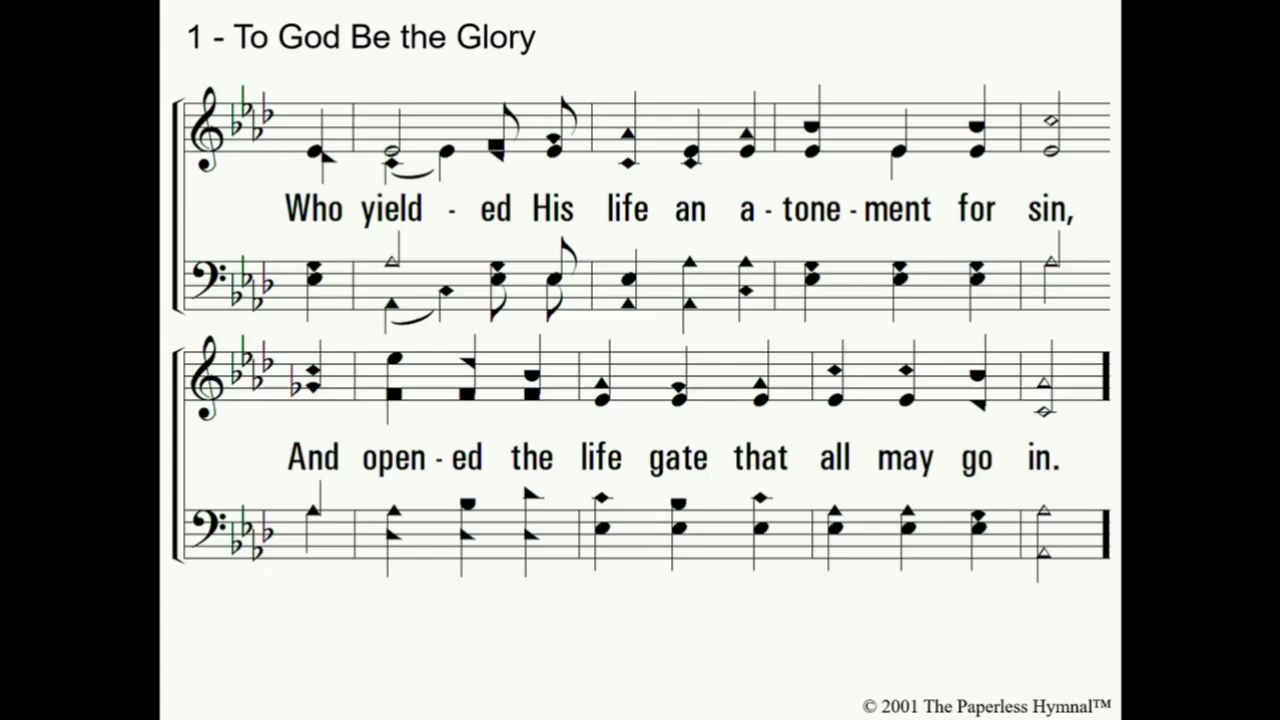 1 - To God Be the Glory
Who yield - ed His life an a - tone - ment for sin,
And open - ed the life gate that all may go in.
© 2001 The Paperless Hymnal™